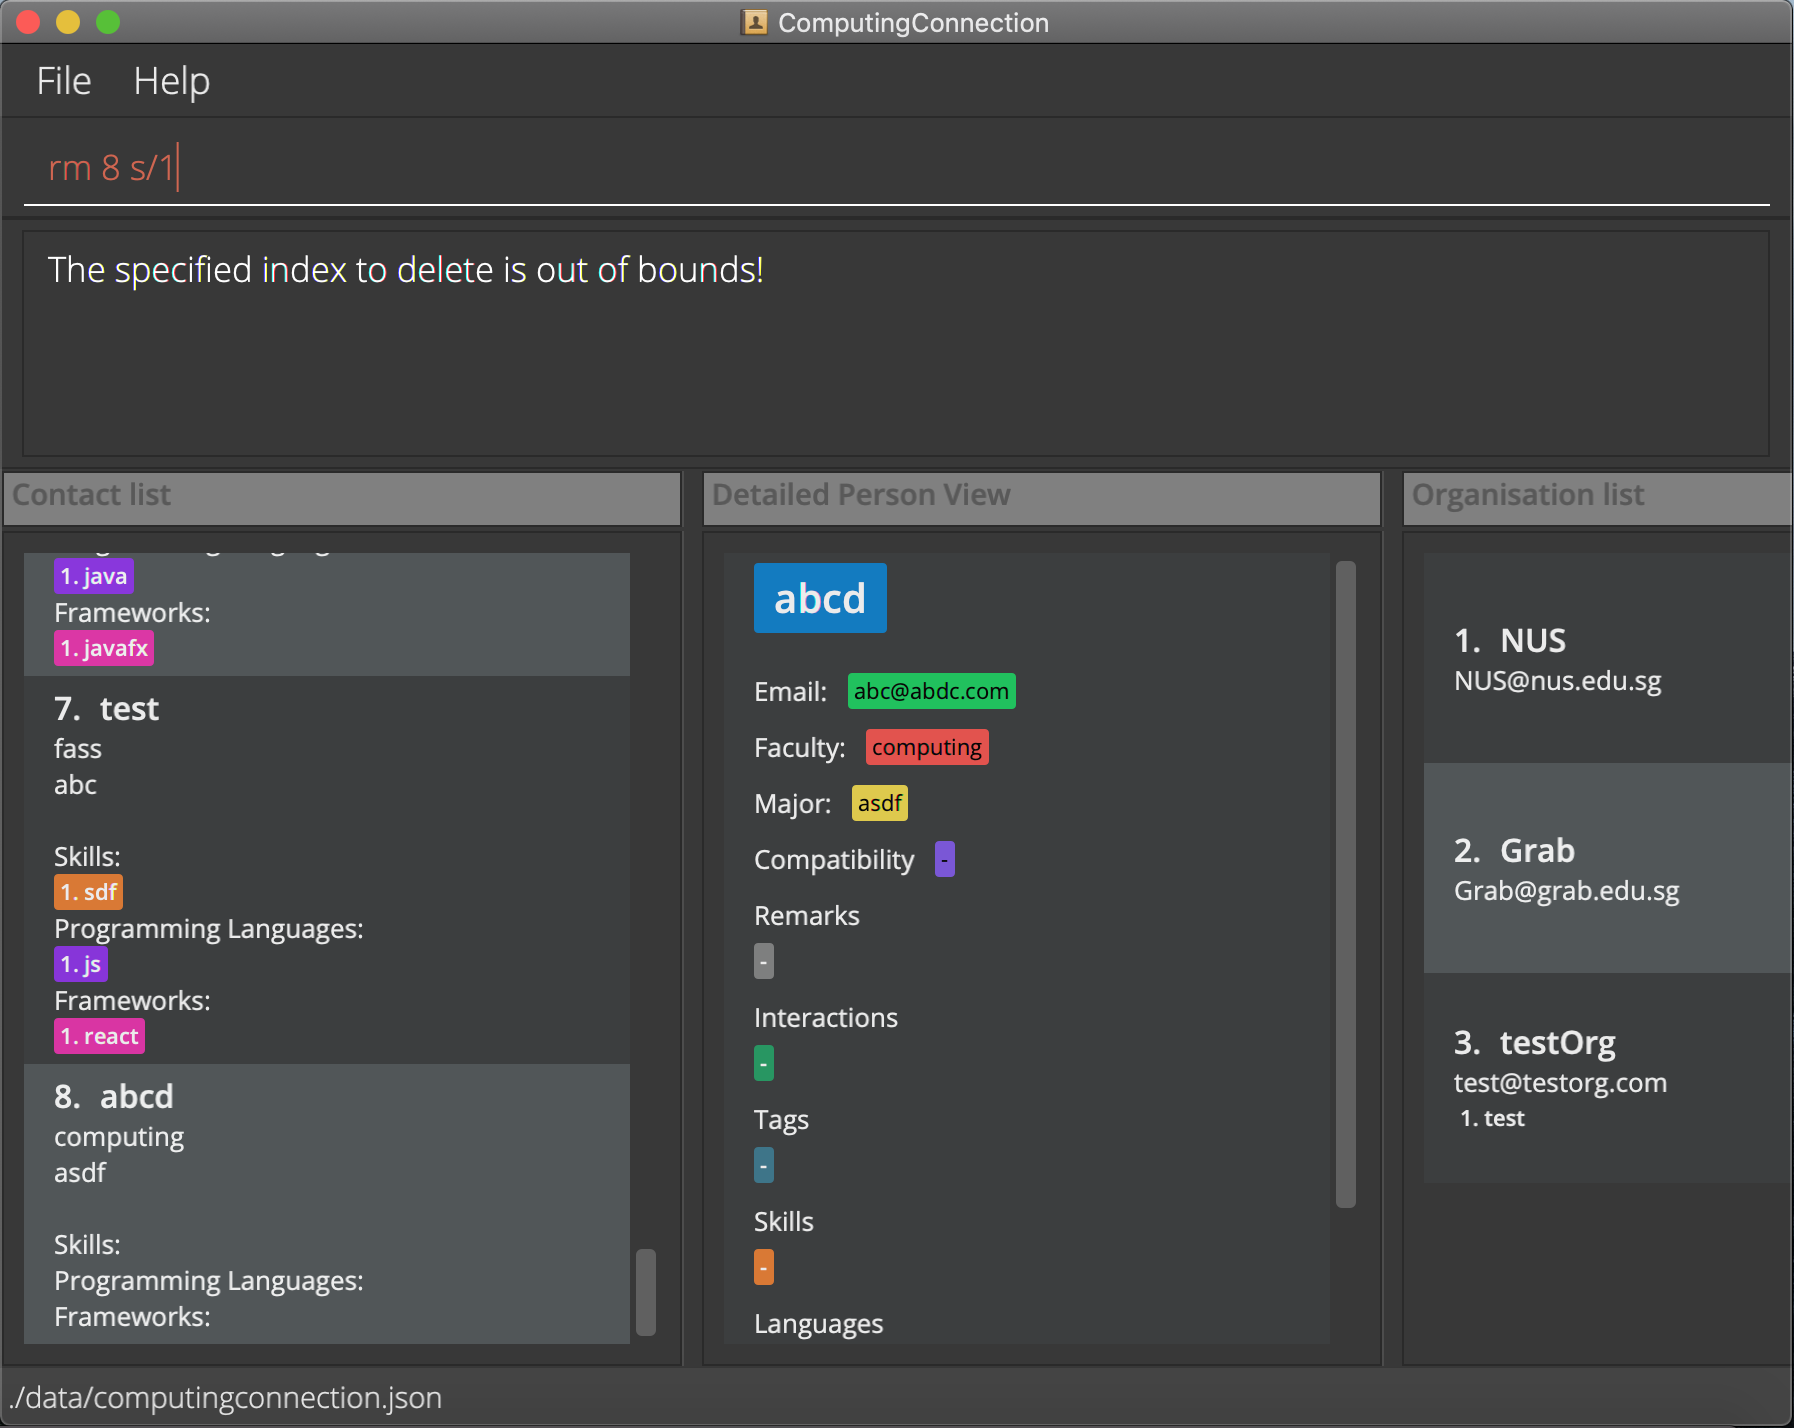 ComputingConnection
File Help
rm 8 s/1
The specified index to delete is out of bounds!
Contact list
1. java
Frameworks:
1. javafx
7. test
fass
abc
Skills:
1. sdf
Programming Languages:
1. js
Frameworks:
1. react
8. abcd
computing
asdf
Skills:
Programming Languages:
Frameworks:
Detailed Person View
abcd
Email: abc@abdc.com
Faculty: computing
Major: asdf
Compatibility -
Remarks
-
Interactions
-
Tags
-
Skills
-
Languages
Organisation list
1. NUS
NUS@nus.edu.sg
2. Grab
Grab@grab.edu.sg
3. testOrg
test@testorg.com
1. test
./data/computingconnection.json